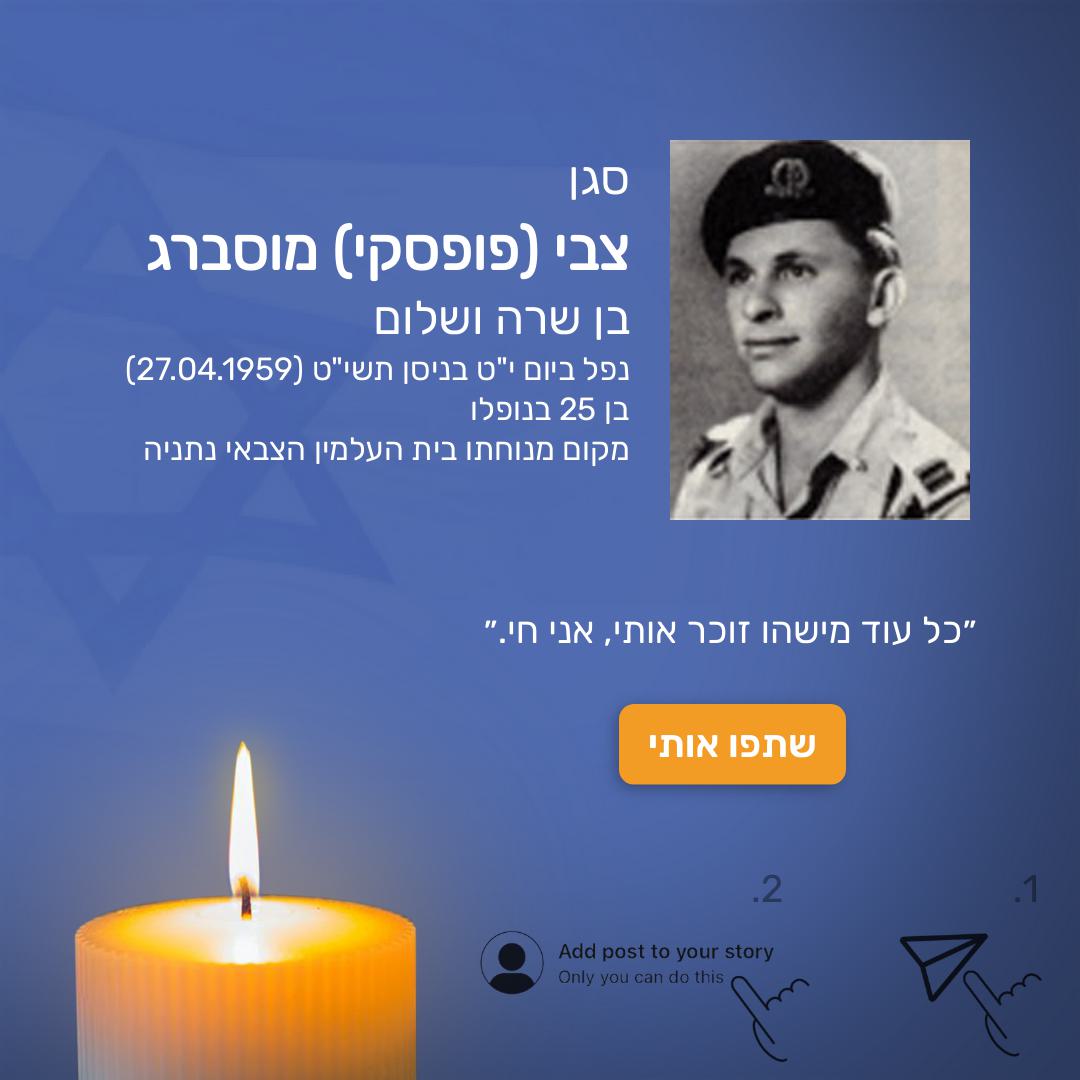 סגן
צבי (פופסקי) מוסברג
בן שרה ושלום
נפל ביום י"ט בניסן תשי"ט (27.04.1959)
בן 25 בנופלו
מקום מנוחתו בית העלמין הצבאי נתניה
״כל עוד מישהו זוכר אותי, אני חי.״
שתפו אותי
1.
2.
Add post to your story
Only you can do this